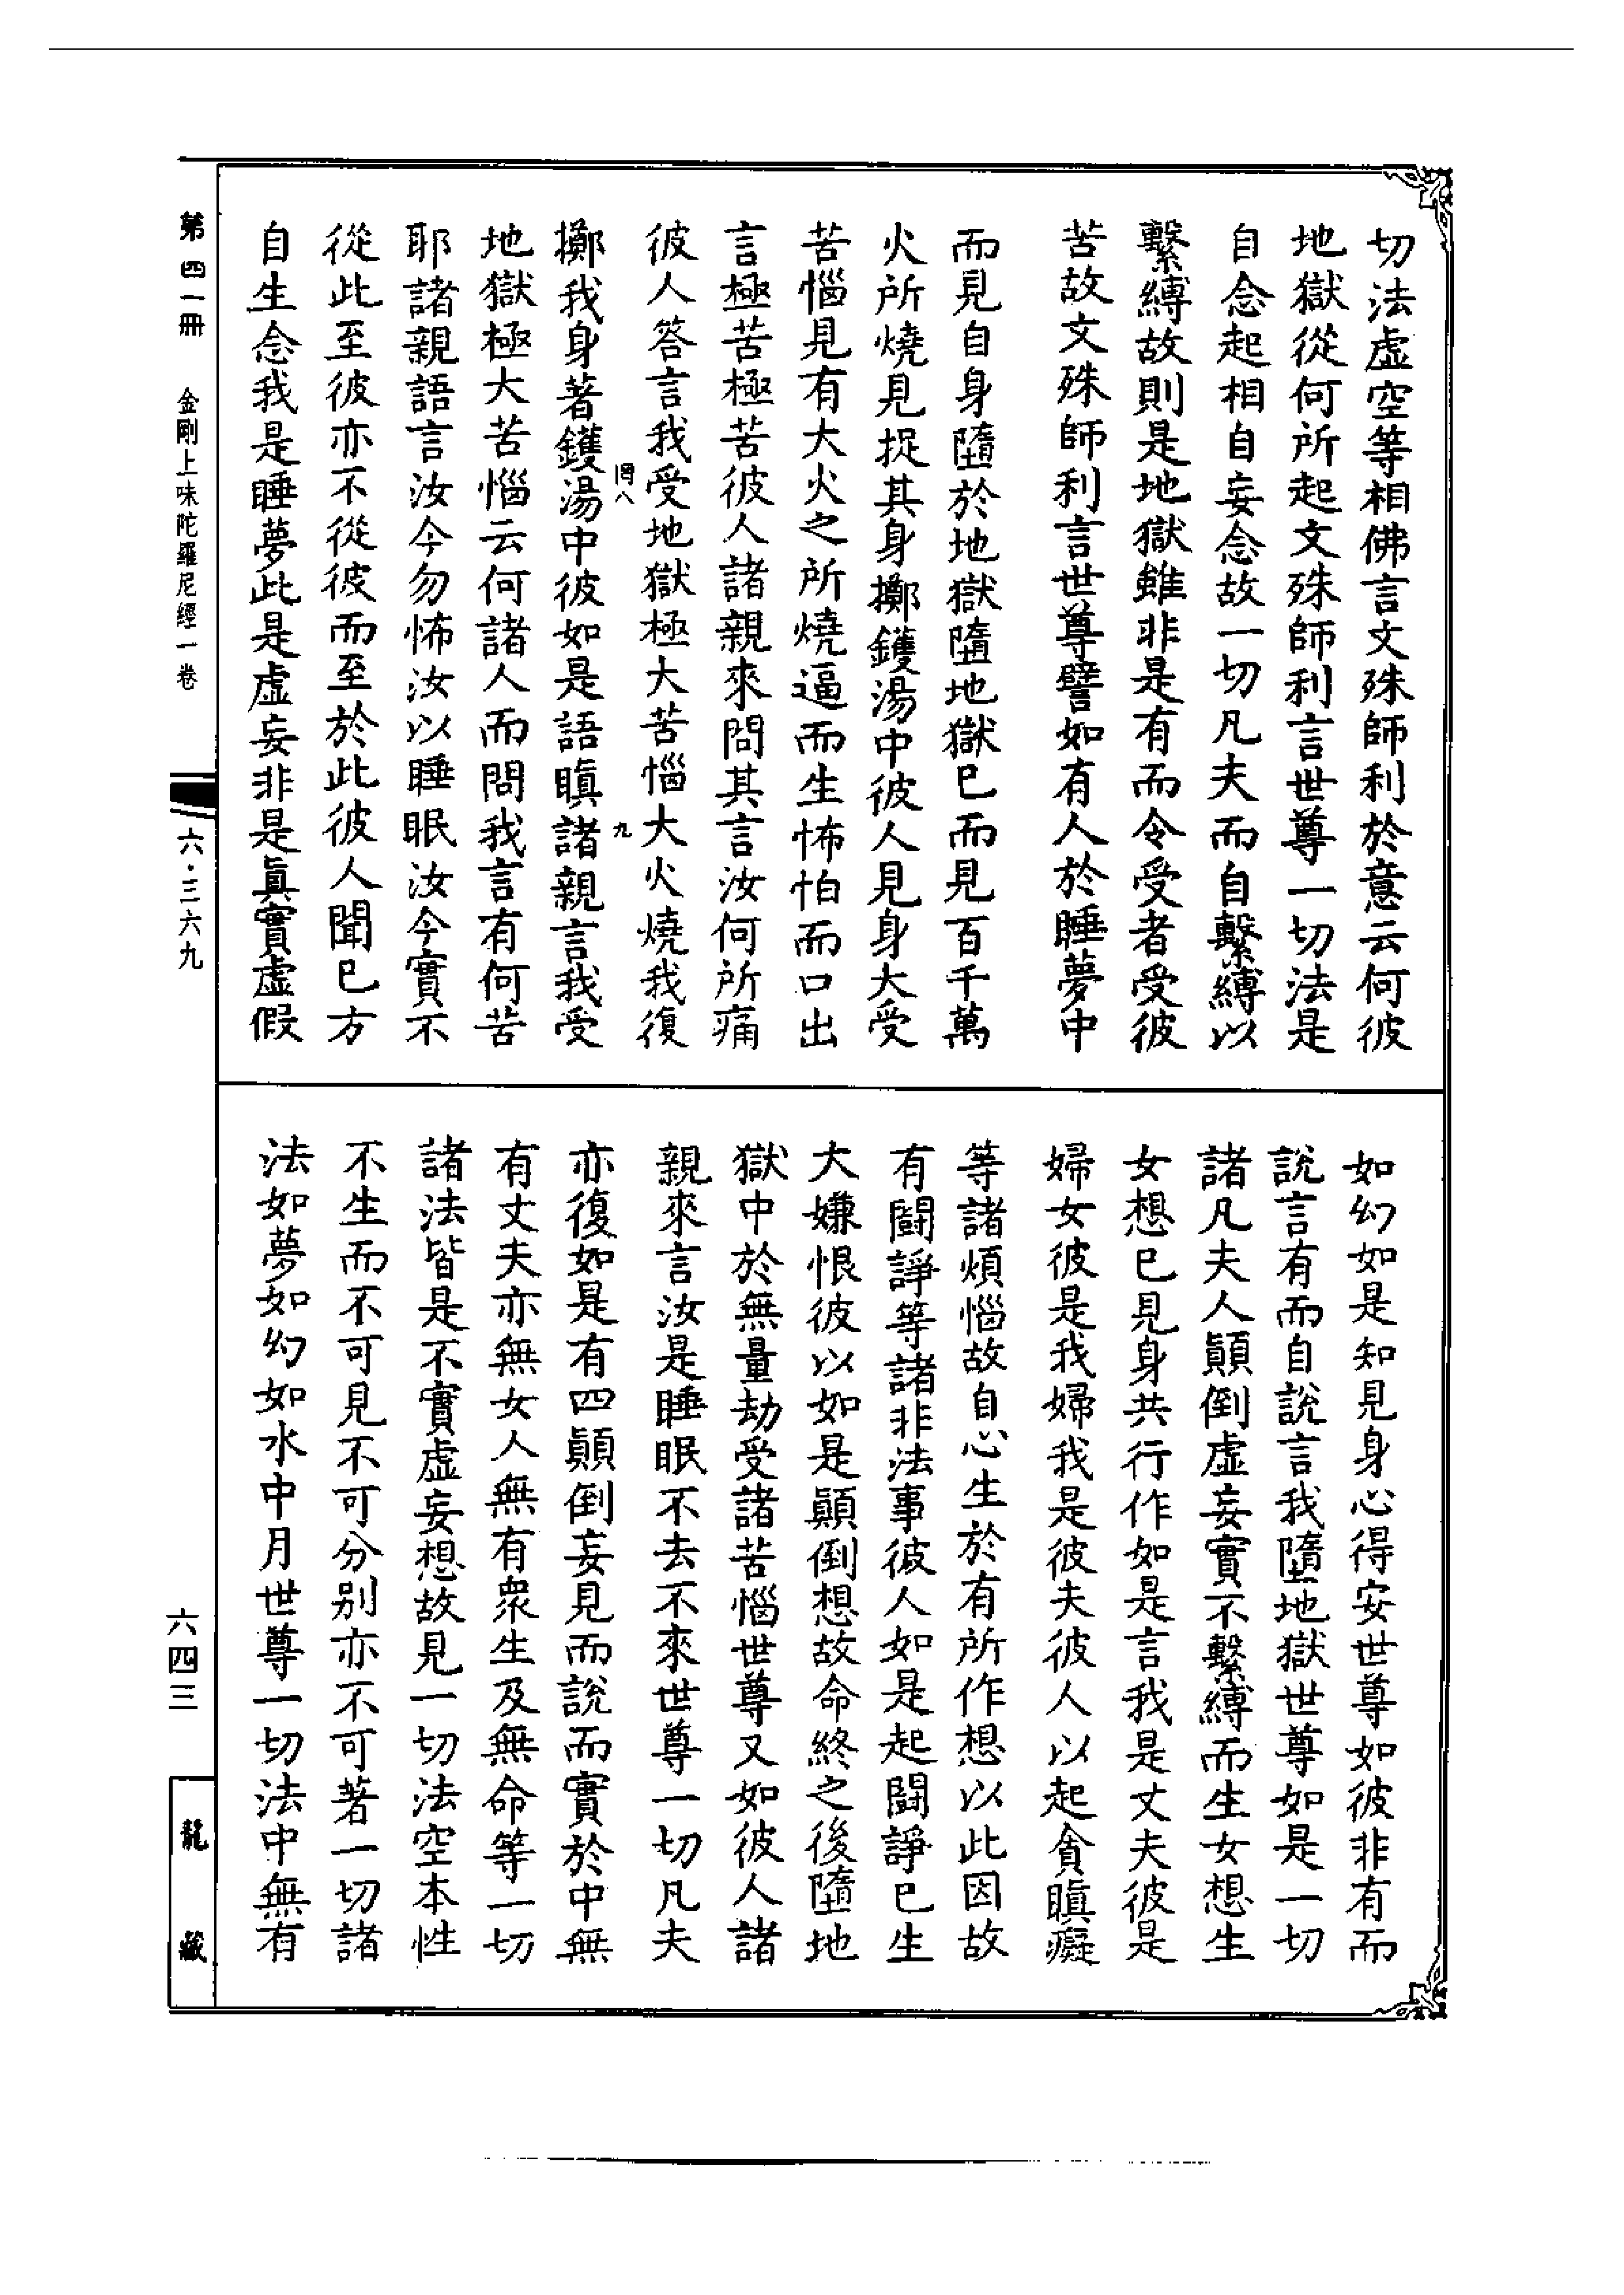 切法虛空等相佛言文殊師利於意云何彼
地獄從何所起文殊師利言世尊一切法是
自念起相自妄念故一切凡夫而自繫縛以
繫縛故則是地獄雖非是有而令受者受彼
苦故文殊師利言世尊譬如有人於睡夢中
而見自身墮於地獄墮地獄已而見百千萬
火所燒見捉其身擲鑊湯中彼人見身大受
苦惱見有大火之所燒逼而生怖怕而口出
言極苦極苦彼人諸親來問其言汝何所痛
彼人答言我受地獄極大苦惱大火燒我復
罔八
九
擲我身著鑊湯中彼如是語瞋諸親言我受
地獄極大苦惱云何諸人而問我言有何苦
耶諸親語言汝今勿怖汝以睡眠汝今實不
從此至彼亦不從彼而至於此彼人聞已方
自生念我是睡夢此是虛妄非是眞實虛假
如幻如是知見身心得安世尊如彼非有而
說言有而自說言我墮地獄世尊如是一切
諸凡夫人顛倒虛妄實不繫縛而生女想生
女想已見身共行作如是言我是丈夫彼是
婦女彼是我婦我是彼夫彼人以起貪瞋癡
等諸煩惱故自心生於有所作想以此因故
有鬪諍等諸非法事彼人如是起鬪諍已生
大嫌恨彼以如是顛倒想故命終之後墮地
獄中於無量劫受諸苦惱世尊又如彼人諸
親來言汝是睡眠不去不來世尊一切凡夫
亦復如是有四顛倒妄見而說而實於中無
有丈夫亦無女人無有衆生及無命等一切
諸法皆是不實虛妄想故見一切法空本性
不生而不可見不可分别亦不可著一切諸
法如夢如幻如水中月世尊一切法中無有
第四一冊 金剛上味陀羅尼經一卷
六·三六九
六四三
龍藏